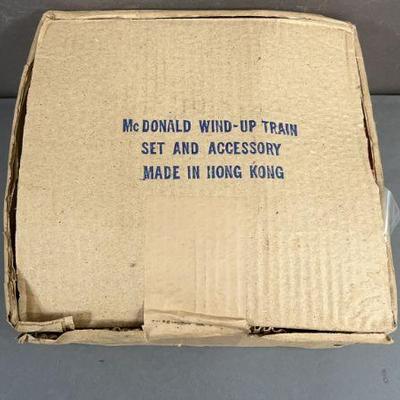 McDONALD WIND-UP TRAIN
SET AND ACCESSORY
MADE IN HONG KONG